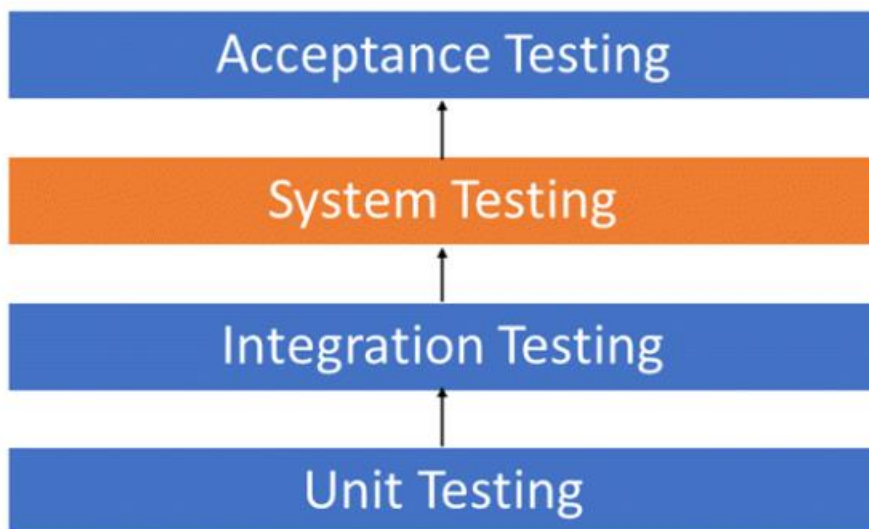 Acceptance Testing
System Testing
Integration Testing
Unit Testing